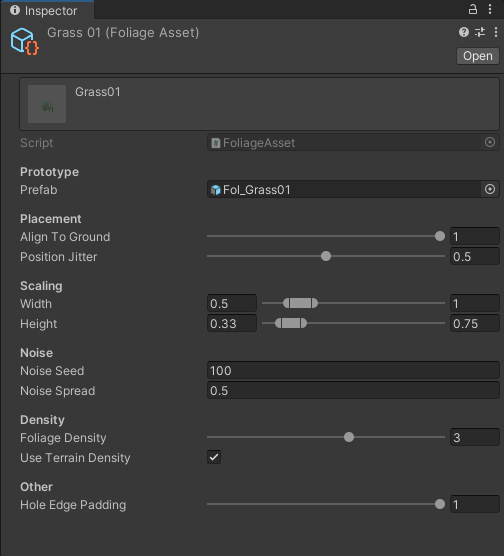 Inspector
Grass 01 (Foliage Asset)
Open
Grass01
Script FoliageAsset
Prototype
Prefab Fol_Grass01
Placement
Align To Ground 1
Position Jitter 0.5
Scaling
Width 0.5 1
Height 0.33 0.75
Noise
Noise Seed 100
Noise Spread 0.5
Density
Foliage Density 3
Use Terrain Density
Other
Hole Edge Padding 1